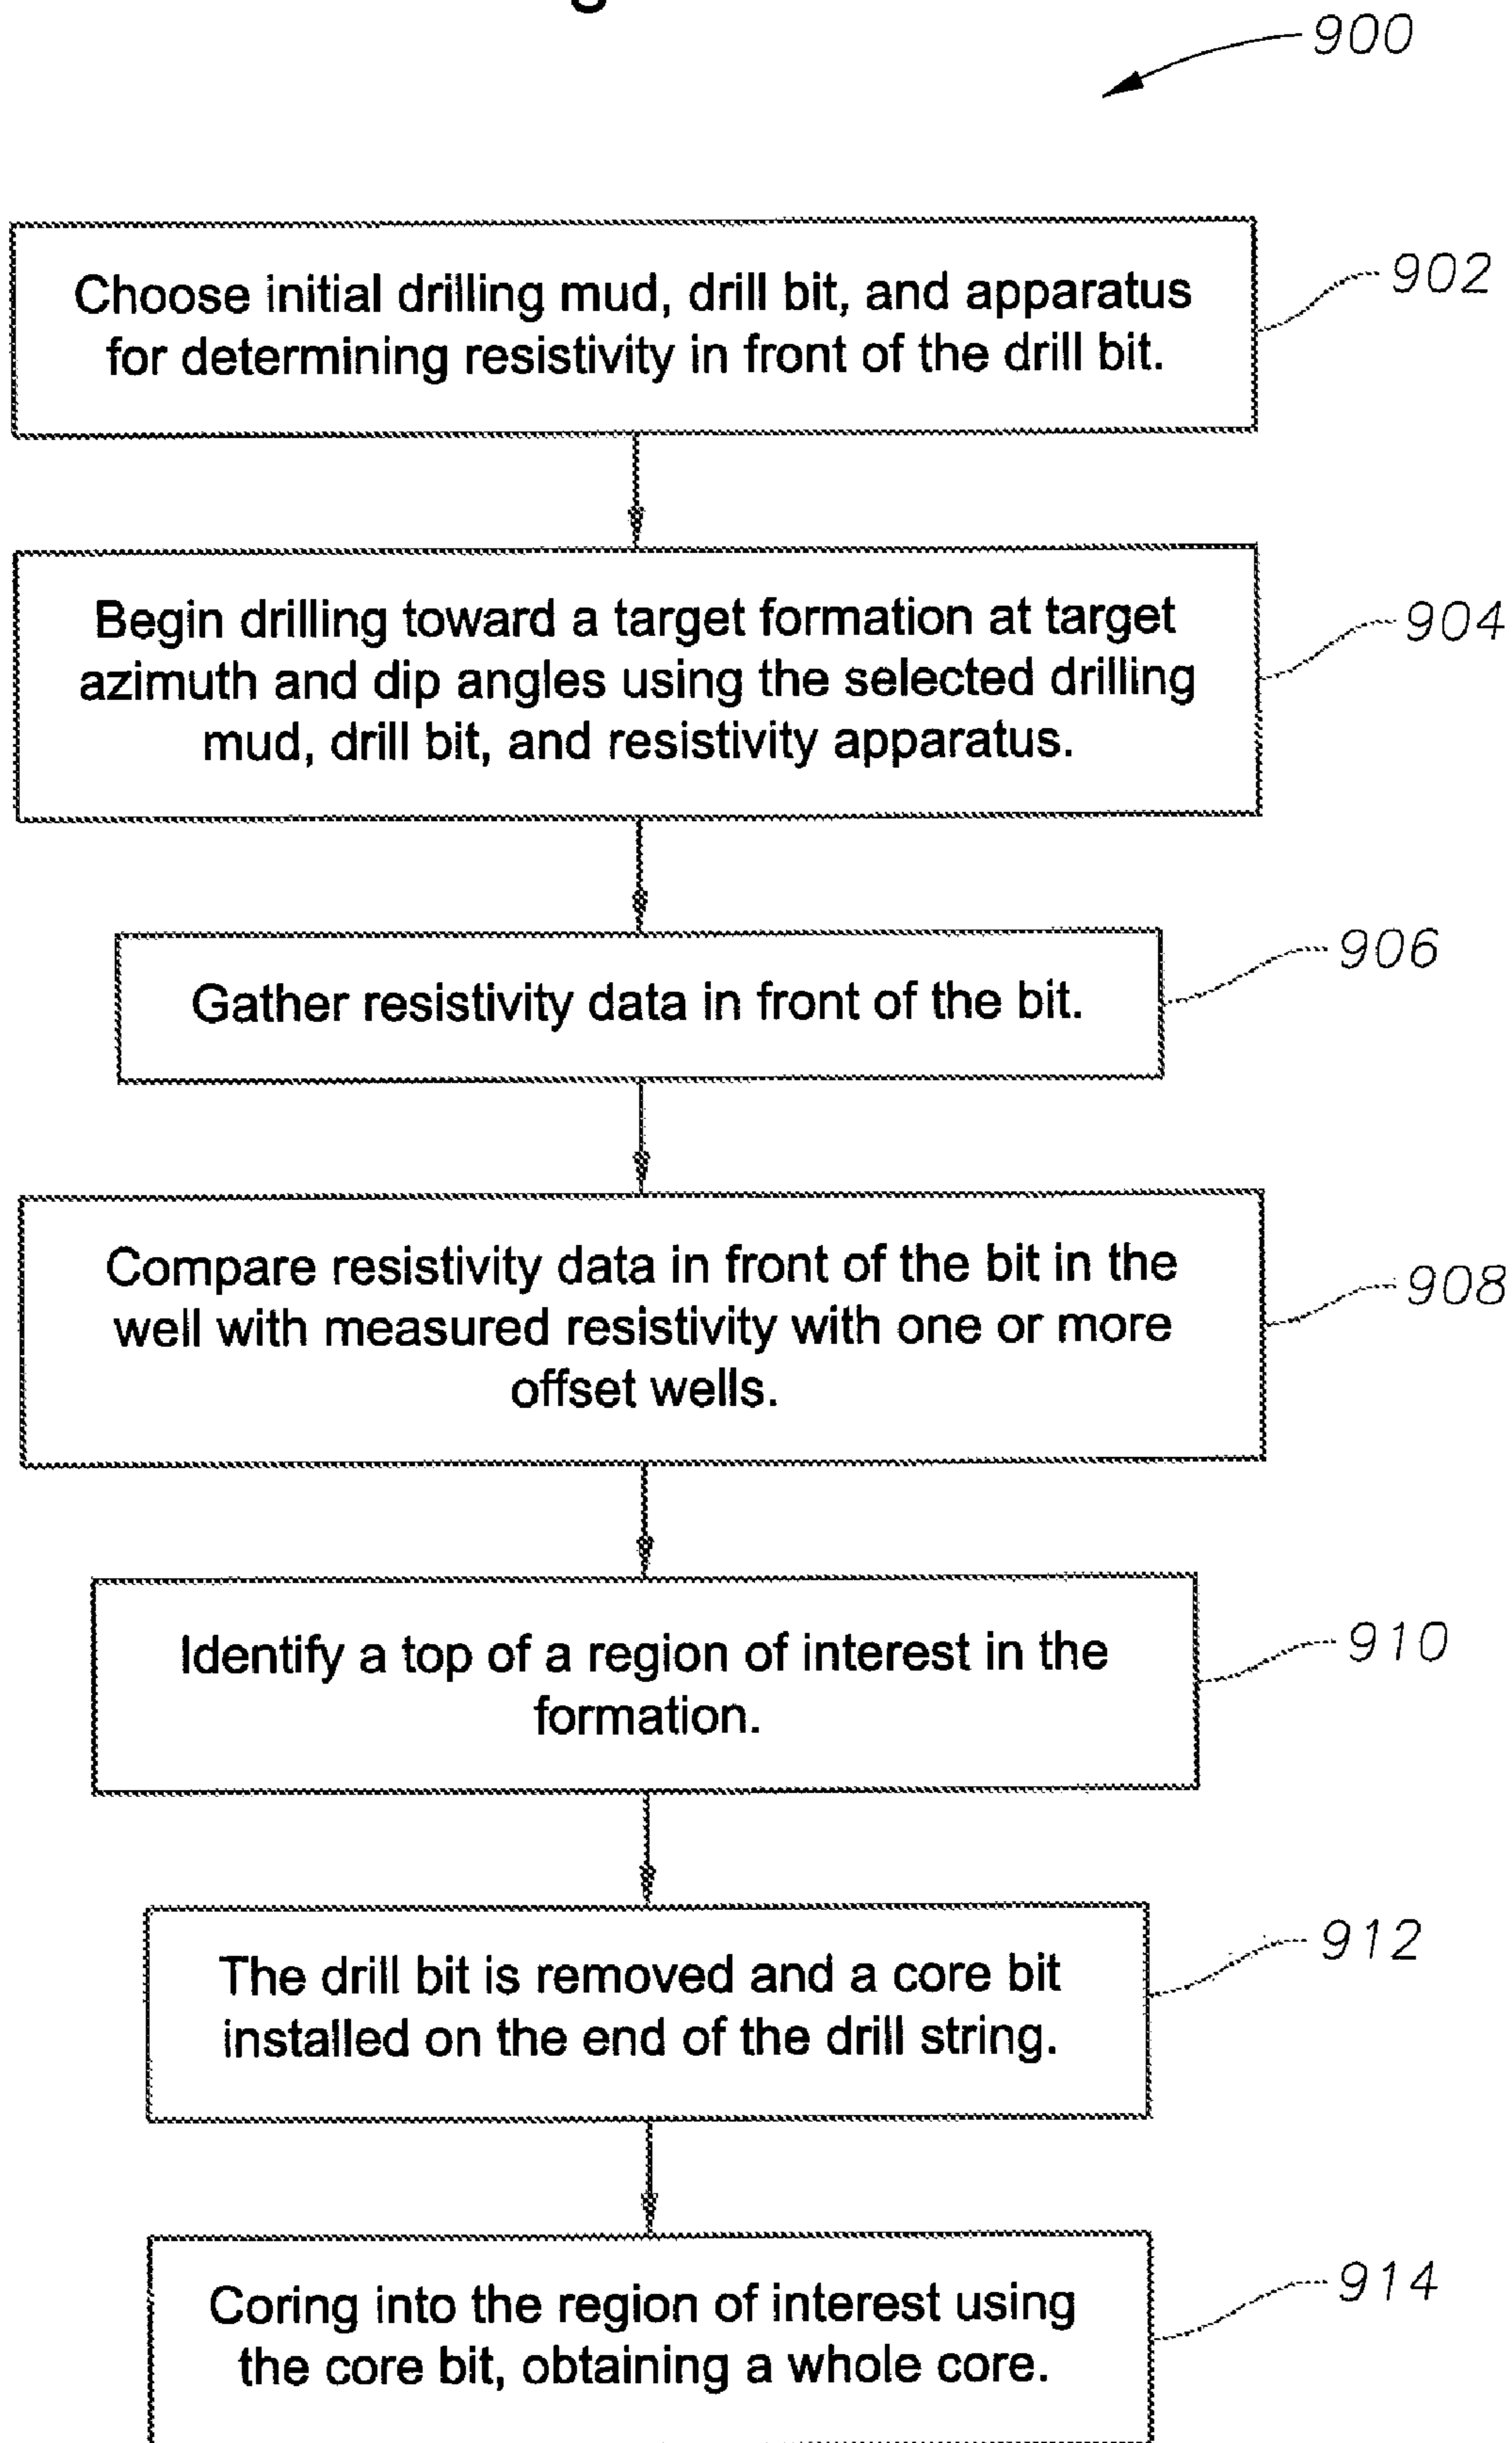 900
Choose initial drilling mud, drill bit, and apparatus
for determining resistivity in front of the drill bit.
902
Begin drilling toward a target formation at target
azimuth and dip angles using the selected drilling
mud, drill bit, and resistivity apparatus.
904
Gather resistivity data in front of the bit.
906
Compare resistivity data in front of the bit in the
well with measured resistivity with one or more
offset wells.
908
Identify a top of a region of interest in the
formation.
910
The drill bit is removed and a core bit
installed on the end of the drill string.
912
Coring into the region of interest using
the core bit, obtaining a whole core.
914